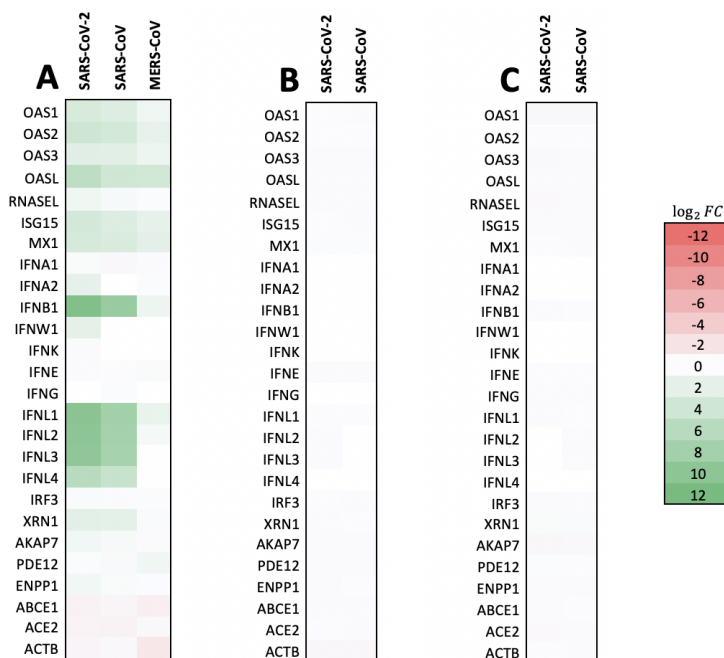 A
SARS-CoV-2
SARS-CoV
MERS-CoV
OAS1
OAS2
OAS3
OASL
RNASEL
ISG15
MX1
IFNA1
IFNA2
IFNB1
IFNW1
IFNK
IFNE
IFNG
IFNL1
IFNL2
IFNL3
IFNL4
IRF3
XRN1
AKAP7
PDE12
ENPP1
ABCE1
ACE2
ACTB
B
SARS-CoV-2
SARS-CoV
OAS1
OAS2
OAS3
OASL
RNASEL
ISG15
MX1
IFNA1
IFNA2
IFNB1
IFNW1
IFNK
IFNE
IFNG
IFNL1
IFNL2
IFNL3
IFNL4
IRF3
XRN1
AKAP7
PDE12
ENPP1
ABCE1
ACE2
ACTB
C
SARS-CoV-2
SARS-CoV
OAS1
OAS2
OAS3
OASL
RNASEL
ISG15
MX1
IFNA1
IFNA2
IFNB1
IFNW1
IFNK
IFNE
IFNG
IFNL1
IFNL2
IFNL3
IFNL4
IRF3
XRN1
AKAP7
PDE12
ENPP1
ABCE1
ACE2
ACTB
log₂ FC
-12
-10
-8
-6
-4
-2
0
2
4
6
8
10
12